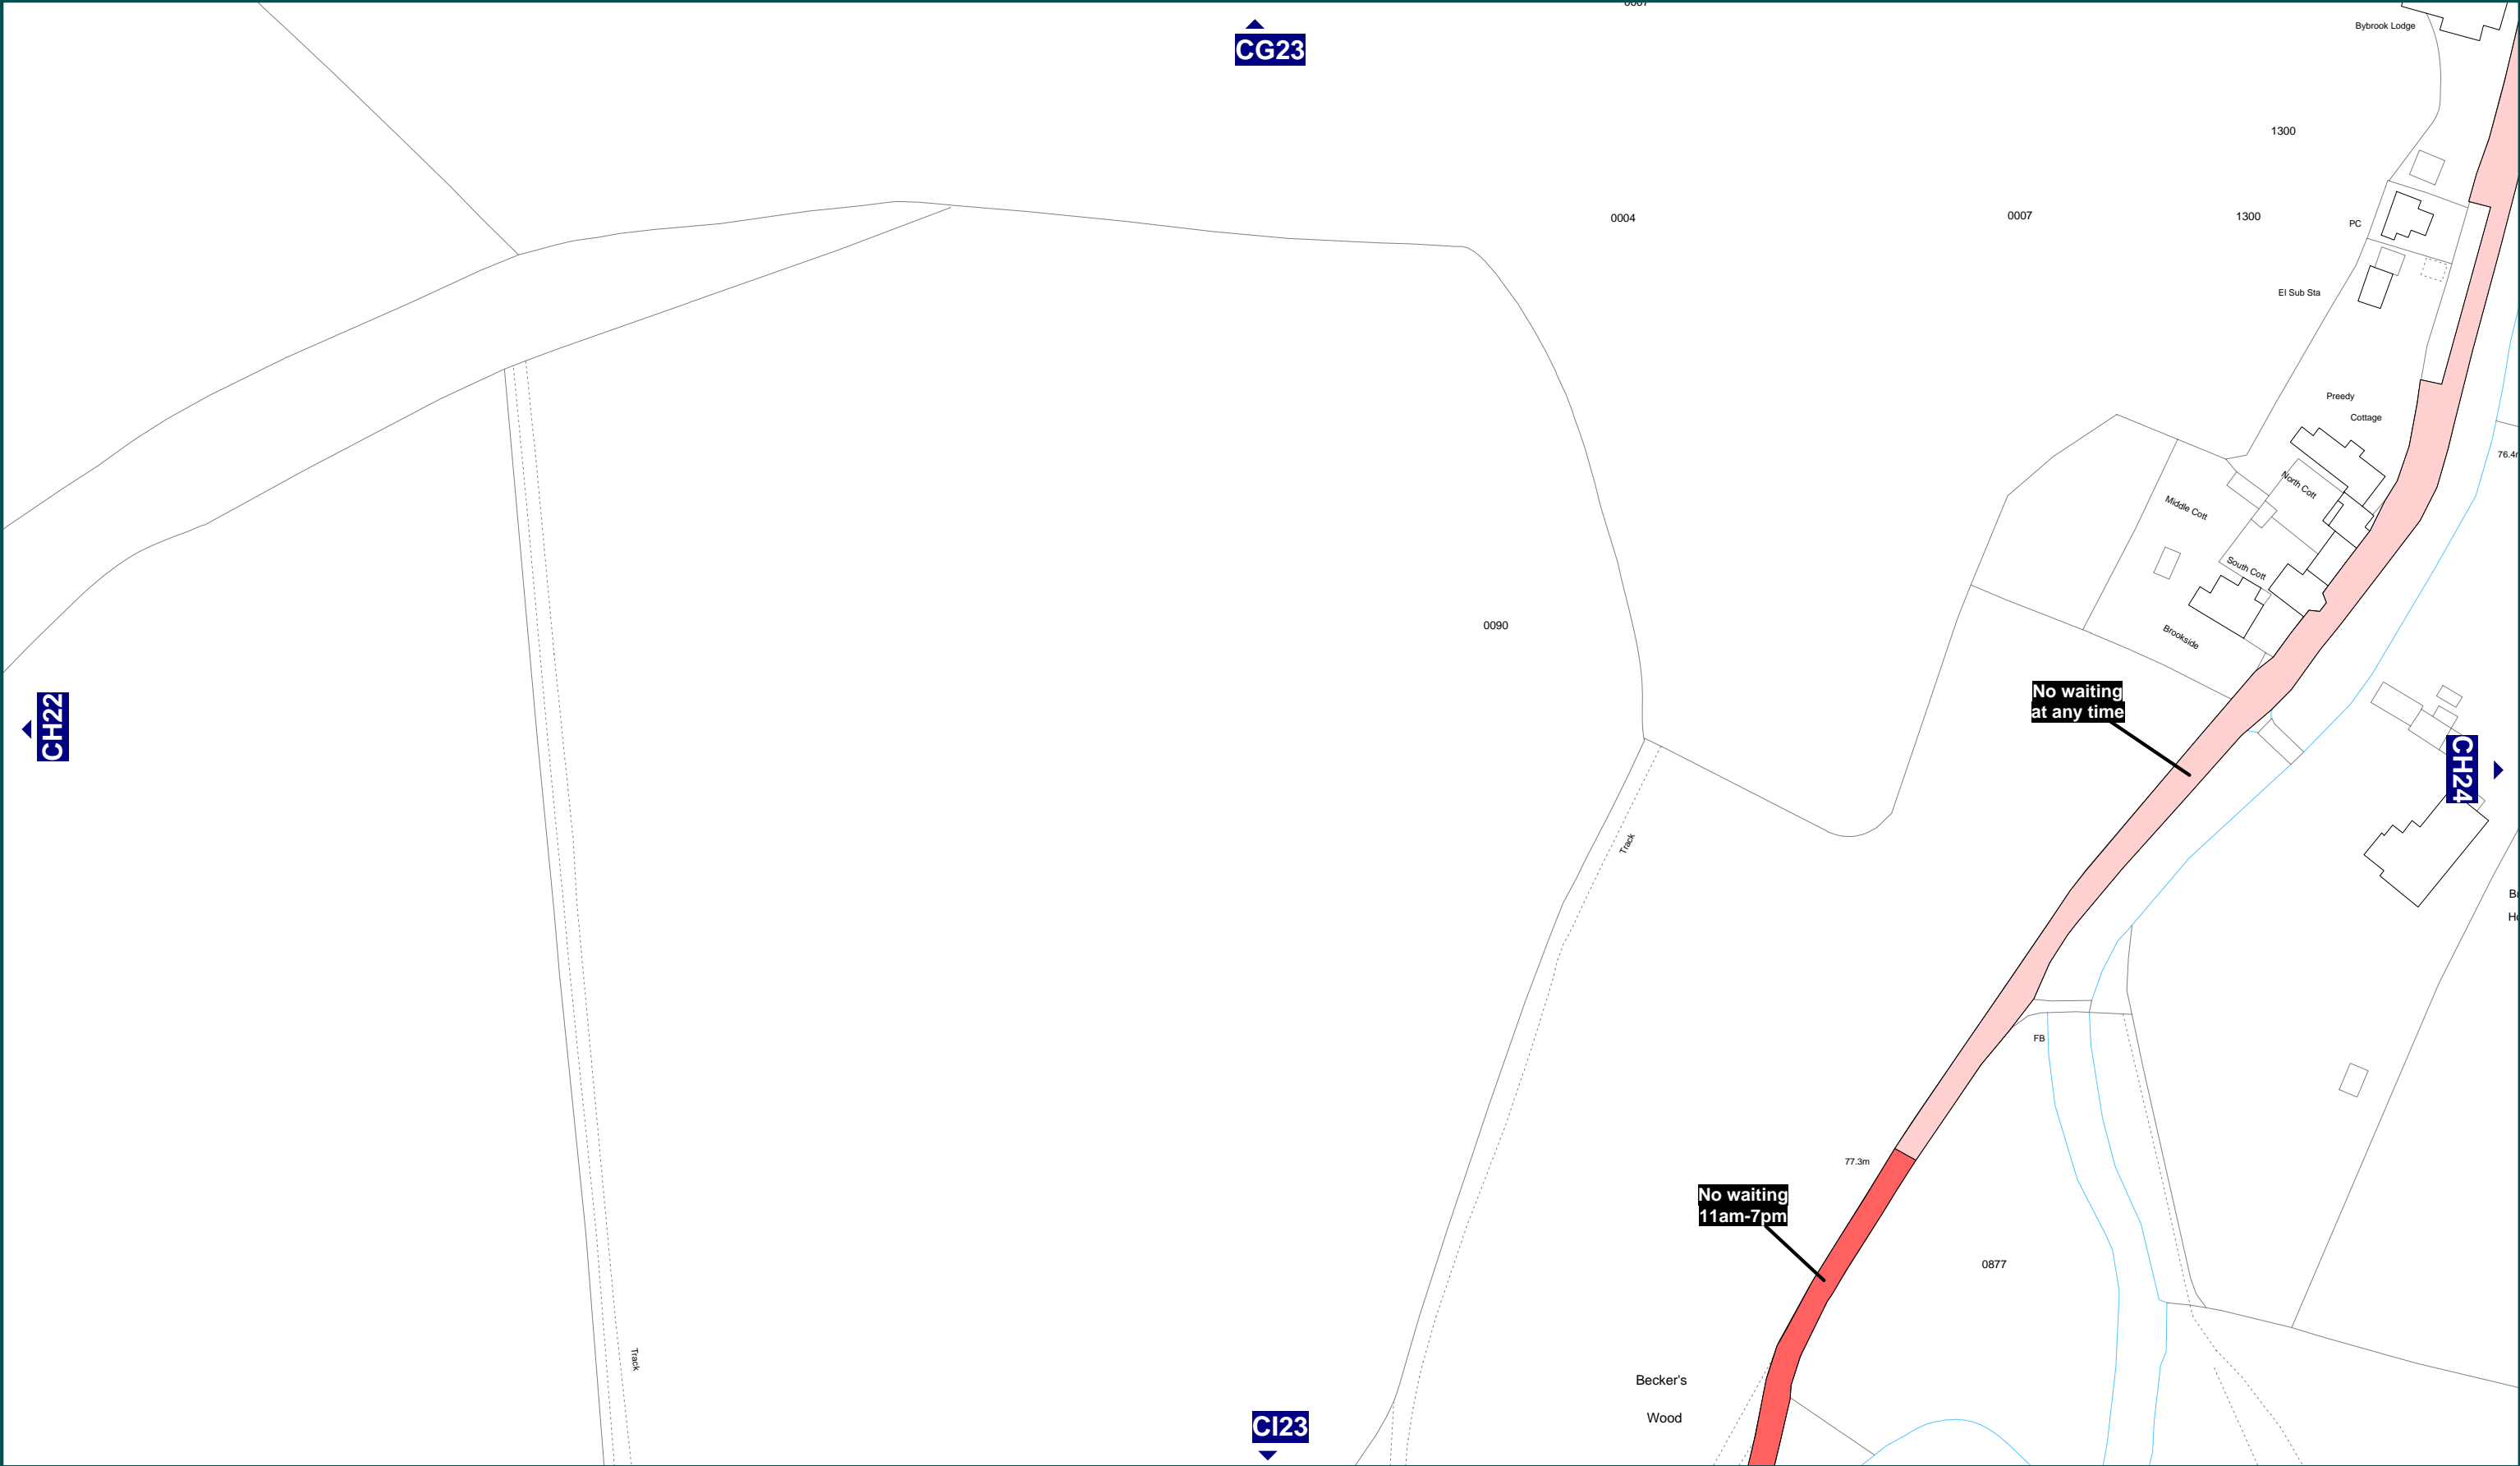 0007
Bybrook Lodge
CG23
1300
0004
0007
1300
PC
El Sub Sta
Preedy
Cottage
North Cott
Middle Cott
South Cott
Brookside
0090
No waiting
at any time
CH22
CH24
Track
FB
77.3m
No waiting
11am-7pm
0877
Track
Becker's
Wood
CI23